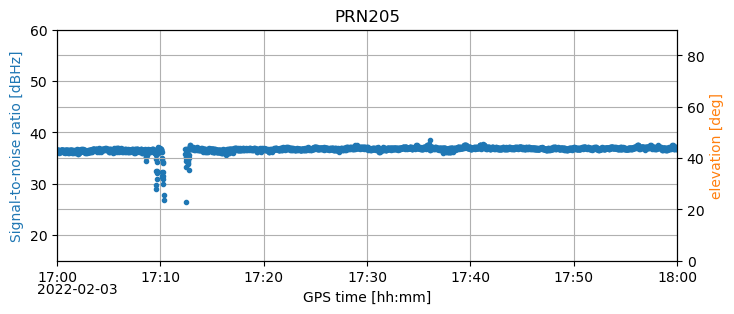 PRN205
Signal-to-noise ratio [dBHz]
60
50
40
30
20
80
60
40
20
0
elevation [deg]
17:00 17:10 17:20 17:30 17:40 17:50 18:00
2022-02-03
GPS time [hh:mm]